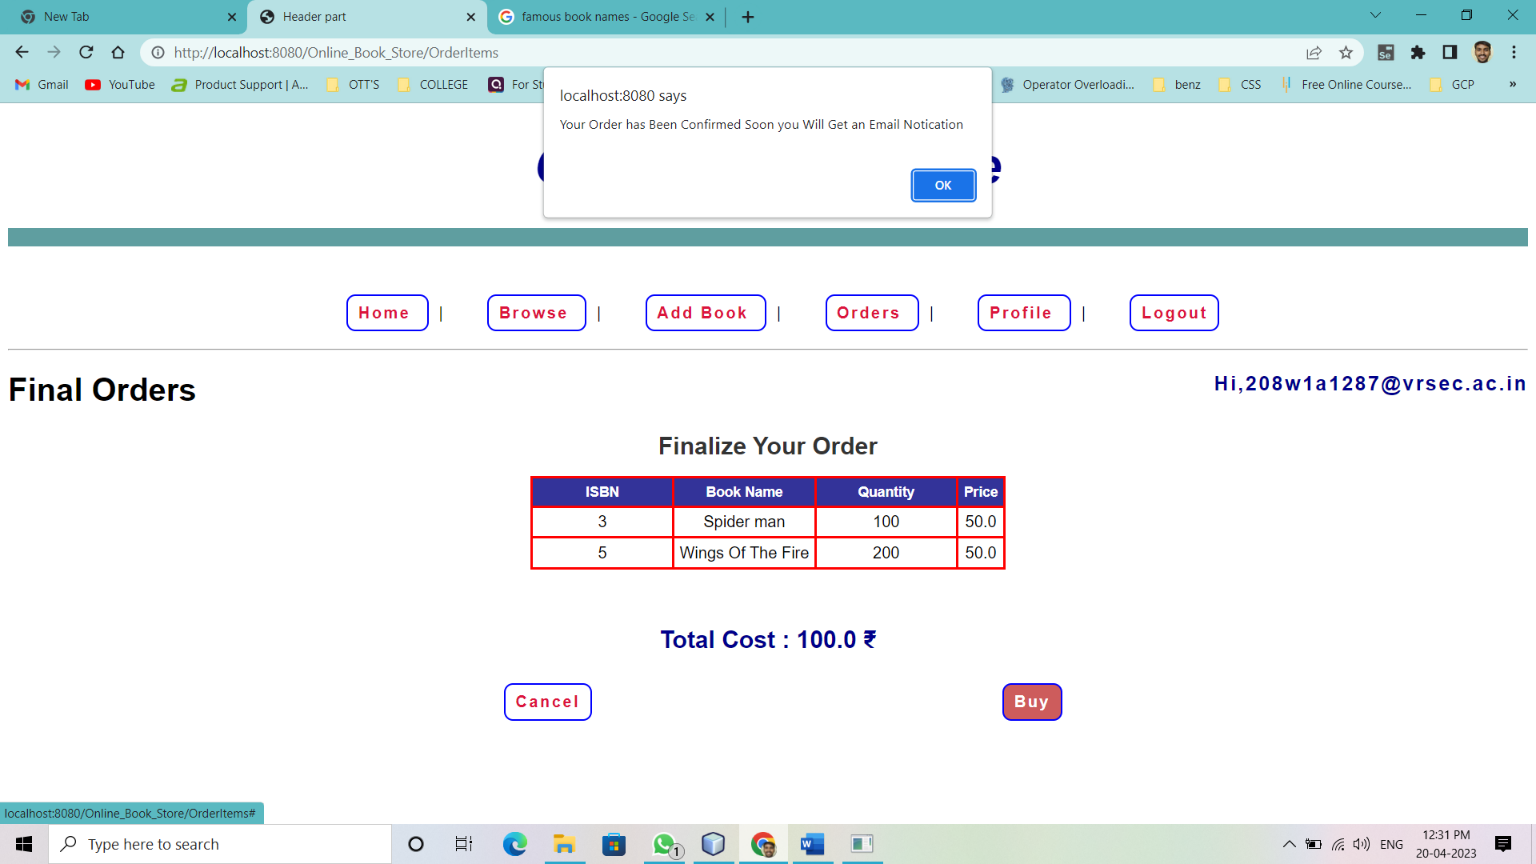 New Tab
Header part
famous book names - Google Se
http://localhost:8080/Online_Book_Store/OrderItems
Gmail
YouTube
Product Support | A...
OTT'S
COLLEGE
For St
Operator Overloadi...
benz
CSS
Free Online Course...
GCP
»
localhost:8080 says
Your Order has Been Confirmed Soon you Will Get an Email Notication
OK
e
Home |
Browse |
Add Book |
Orders |
Profile |
Logout
Final Orders
Hi,208w1a1287@vrsec.ac.in
Finalize Your Order
ISBN Book Name Quantity Price
3 Spider man 100 50.0
5 Wings Of The Fire 200 50.0
Total Cost : 100.0 ₹
Cancel
Buy
localhost:8080/Online_Book_Store/OrderItems#
Type here to search
1
ENG
12:31 PM
20-04-2023